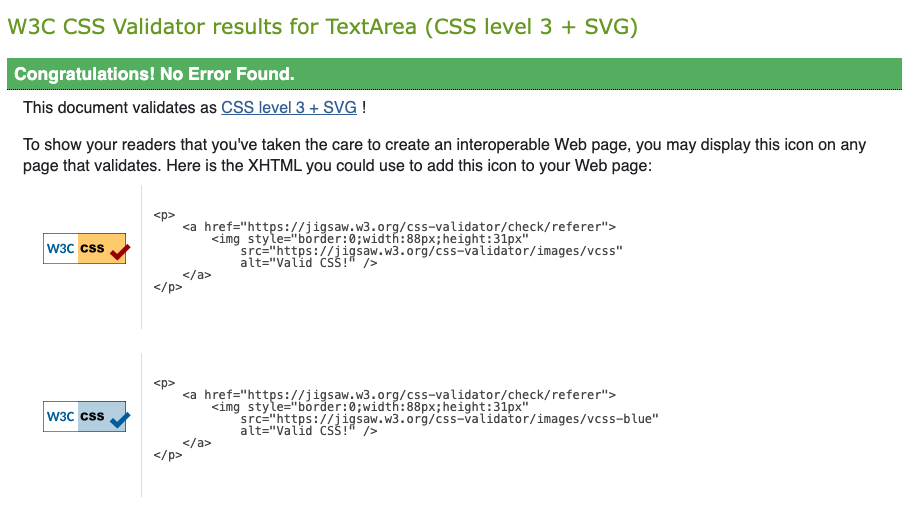 W3C CSS Validator results for TextArea (CSS level 3 + SVG)
Congratulations! No Error Found.
This document validates as CSS level 3 + SVG !
To show your readers that you've taken the care to create an interoperable Web page, you may display this icon on any
page that validates. Here is the XHTML you could use to add this icon to your Web page:
W3C css
<p>
    <a href="https://jigsaw.w3.org/css-validator/check/referer">
        <img style="border:0;width:88px;height:31px"
            src="https://jigsaw.w3.org/css-validator/images/vcss"
            alt="Valid CSS!" />
    </a>
</p>
W3C css
<p>
    <a href="https://jigsaw.w3.org/css-validator/check/referer">
        <img style="border:0;width:88px;height:31px"
            src="https://jigsaw.w3.org/css-validator/images/vcss-blue"
            alt="Valid CSS!" />
    </a>
</p>